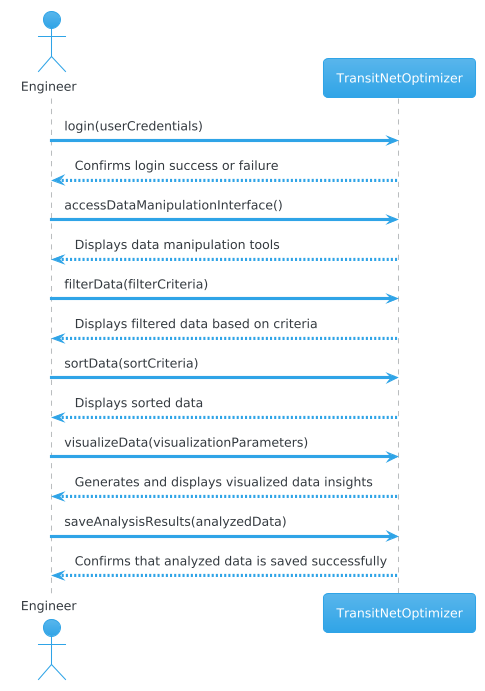 Engineer
TransitNetOptimizer
login(userCredentials)
Confirms login success or failure
accessDataManipulationInterface()
Displays data manipulation tools
filterData(filterCriteria)
Displays filtered data based on criteria
sortData(sortCriteria)
Displays sorted data
visualizeData(visualizationParameters)
Generates and displays visualized data insights
saveAnalysisResults(analyzedData)
Confirms that analyzed data is saved successfully
Engineer
TransitNetOptimizer